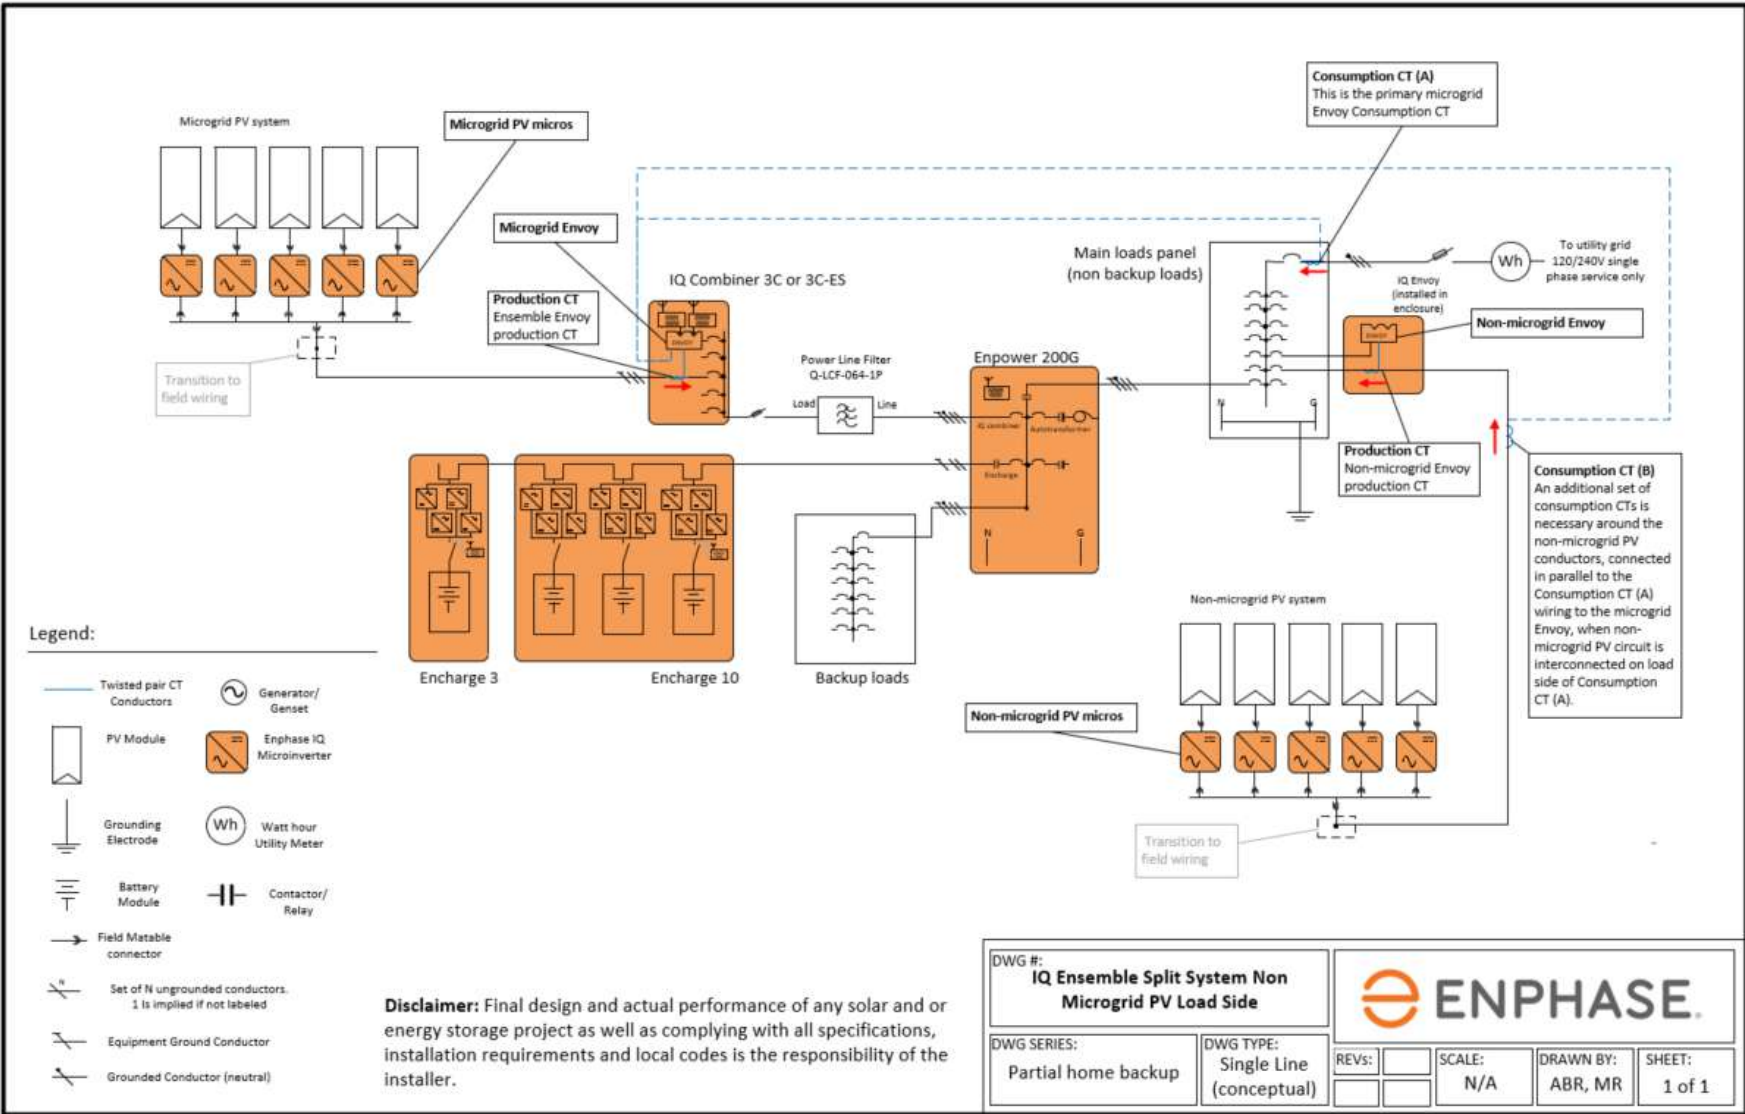 Consumption CT (A)
This is the primary microgrid
Envoy Consumption CT
Microgrid PV system
Microgrid PV micros
Microgrid Envoy
IQ Combiner 3C or 3C-ES
Production CT
Ensemble Envoy
production CT
Main loads panel
(non backup loads)
Wh
To utility grid
120/240V single
phase service only
IQ Envoy
(installed in
enclosure)
Non-microgrid Envoy
Transition to
field wiring
Power Line Filter
Q-LCF-064-1P
Load
Line
Enpower 200G
IQ combiner
Autotransformer
Encharge
N
G
N
G
Production CT
Non-microgrid Envoy
production CT
Consumption CT (B)
An additional set of
consumption CTs is
necessary around the
non-microgrid PV
conductors, connected
in parallel to the
Consumption CT (A)
wiring to the microgrid
Envoy, when non-
microgrid PV circuit is
interconnected on load
side of Consumption
CT (A).
Encharge 3
Encharge 10
Backup loads
Non-microgrid PV system
Non-microgrid PV micros
Transition to
field wiring
Legend:
Twisted pair CT
Conductors
Generator/
Genset
PV Module
Enphase IQ
Microinverter
Grounding
Electrode
Wh
Watt hour
Utility Meter
Battery
Module
Contactor/
Relay
Field Matable
connector
N
Set of N ungrounded conductors.
1 Is implied if not labeled
Equipment Ground Conductor
Grounded Conductor (neutral)
Disclaimer: Final design and actual performance of any solar and or
energy storage project as well as complying with all specifications,
installation requirements and local codes is the responsibility of the
installer.
DWG #:
IQ Ensemble Split System Non
Microgrid PV Load Side
ENPHASE.
DWG SERIES:
Partial home backup
DWG TYPE:
Single Line
(conceptual)
REVs:
SCALE:
N/A
DRAWN BY:
ABR, MR
SHEET:
1 of 1